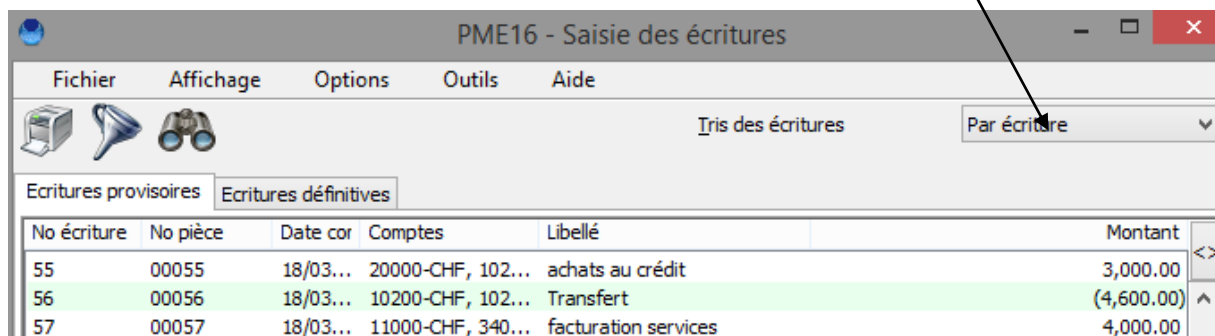 PME16 - Saisie des écritures
Fichier Affichage Options Outils Aide
Tris des écritures Par écriture
Ecritures provisoires Ecritures définitives
No écriture No pièce Date cor Comptes Libellé Montant
<>
55 00055 18/03... 20000-CHF, 102... achats au crédit 3,000.00
56 00056 18/03... 10200-CHF, 102... Transfert (4,600.00)
57 00057 18/03... 11000-CHF, 340... facturation services 4,000.00